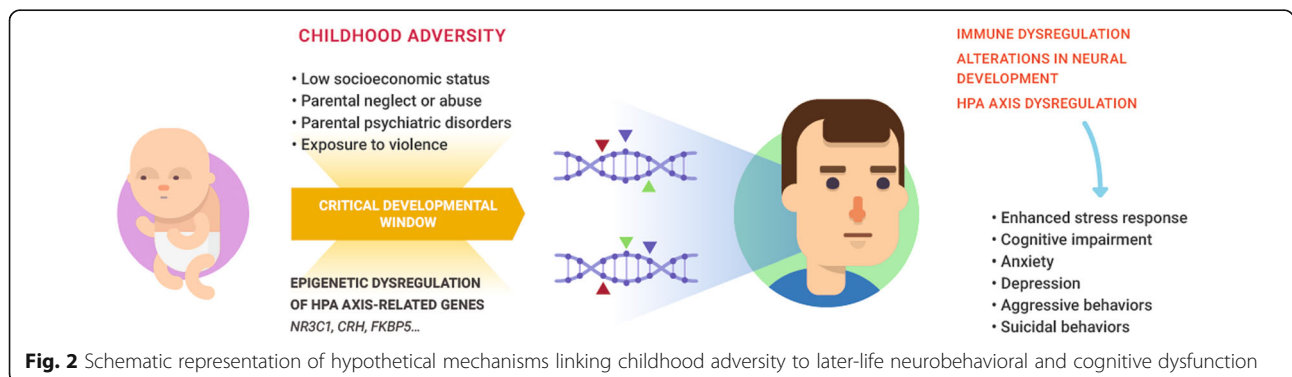 CHILDHOOD ADVERSITY
• Low socioeconomic status
• Parental neglect or abuse
• Parental psychiatric disorders
• Exposure to violence
CRITICAL DEVELOPMENTAL
WINDOW
EPIGENETIC DYSREGULATION
OF HPA AXIS-RELATED GENES
NR3C1, CRH, FKBP5...
IMMUNE DYSREGULATION
ALTERATIONS IN NEURAL
DEVELOPMENT
HPA AXIS DYSREGULATION
• Enhanced stress response
• Cognitive impairment
• Anxiety
• Depression
• Aggressive behaviors
• Suicidal behaviors
Fig. 2 Schematic representation of hypothetical mechanisms linking childhood adversity to later-life neurobehavioral and cognitive dysfunction